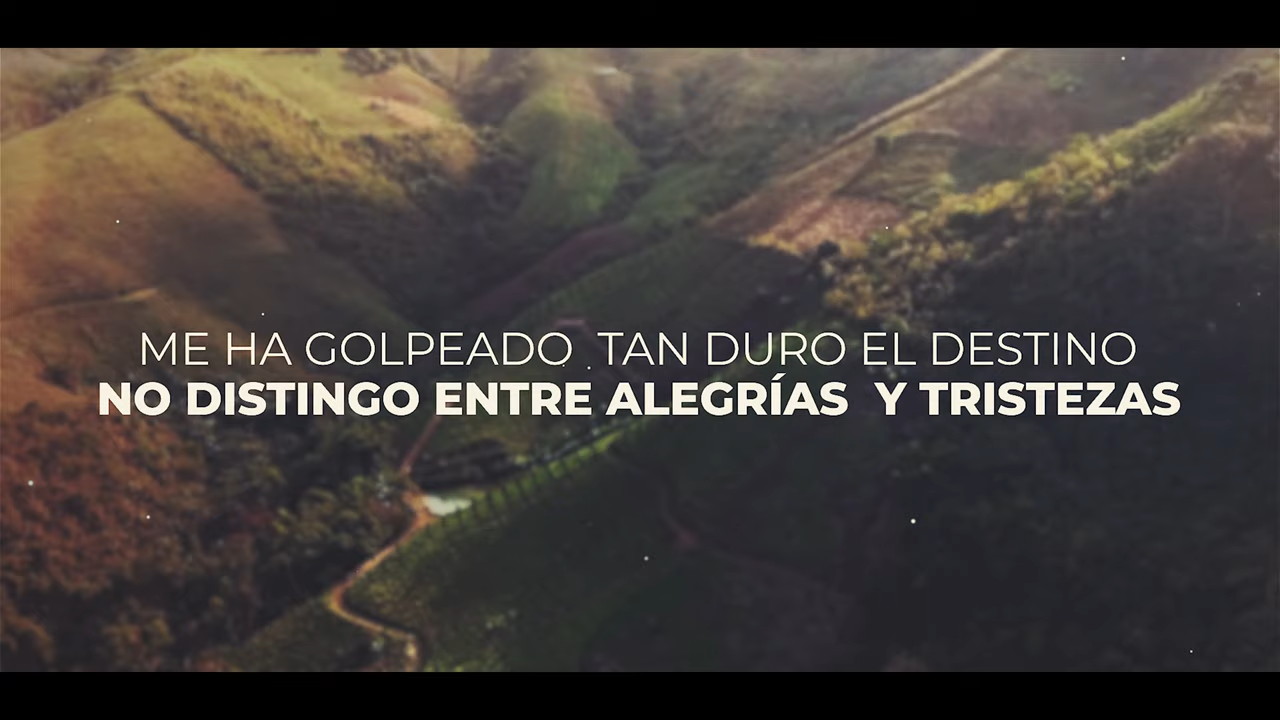 ME HA GOLPEADO TAN DURO EL DESTINO
NO DISTINGO ENTRE ALEGRÍAS Y TRISTEZAS